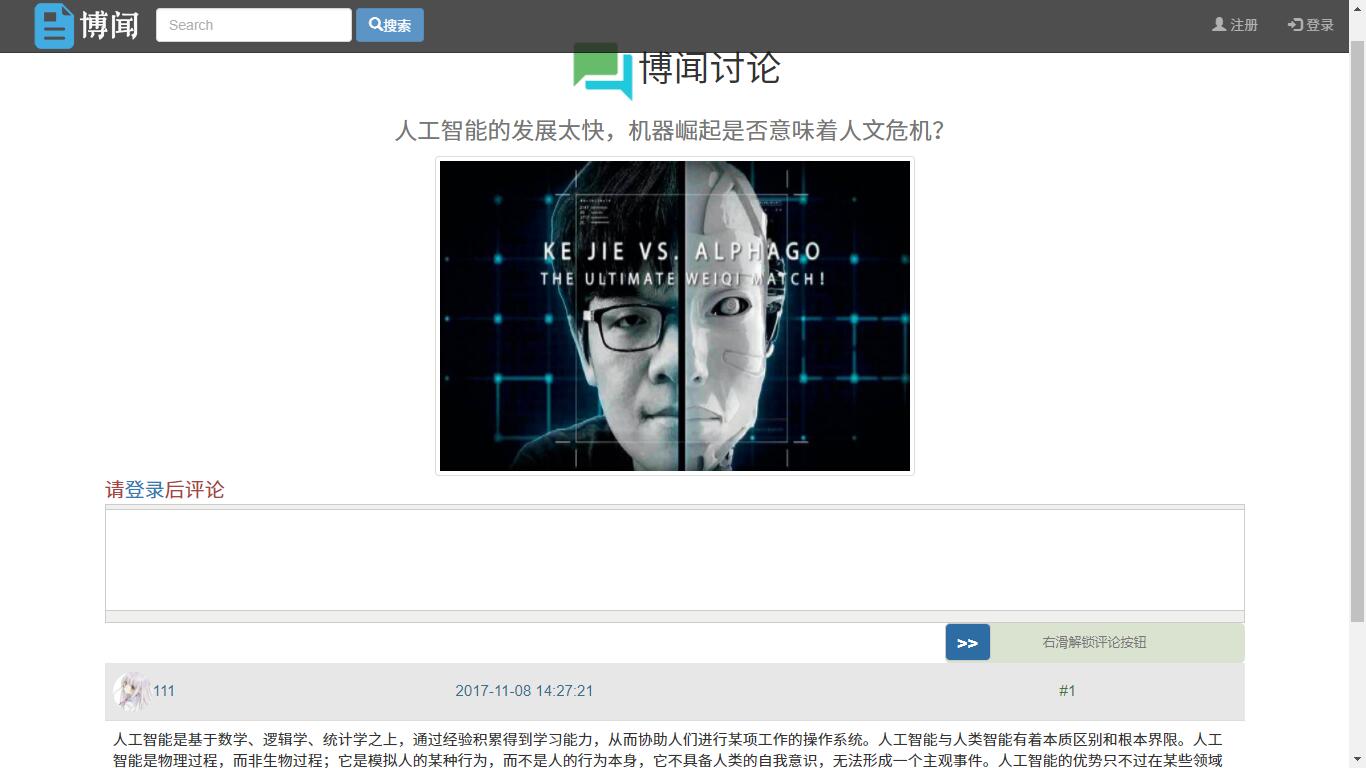 博闻
Search
搜索
注册
登录
博闻讨论
人工智能的发展太快，机器崛起是否意味着人文危机？
KE JIE VS. ALPHAGO
THE ULTIMATE WEIQI MATCH!
请登录后评论
>>
右滑解锁评论按钮
111
2017-11-08 14:27:21
#1
人工智能是基于数学、逻辑学、统计学之上，通过经验积累得到学习能力，从而协助人们进行某项工作的操作系统。人工智能与人类智能有着本质区别和根本界限。人工
智能是物理过程，而非生物过程；它是模拟人的某种行为，而不是人的行为本身，它不具备人类的自我意识，无法形成一个主观事件。人工智能的优势只不过在某些领域